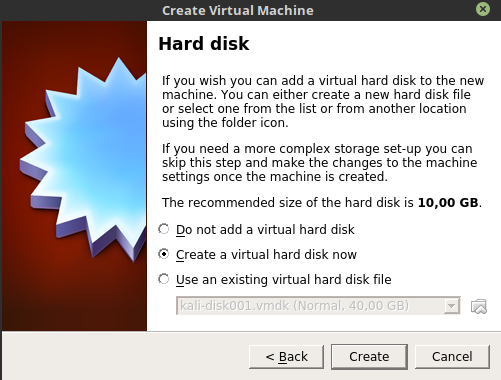 Create Virtual Machine
Hard disk
If you wish you can add a virtual hard disk to the new
machine. You can either create a new hard disk file
or select one from the list or from another location
using the folder icon.
If you need a more complex storage set-up you can
skip this step and make the changes to the machine
settings once the machine is created.
The recommended size of the hard disk is 10,00 GB.
Do not add a virtual hard disk
Create a virtual hard disk now
Use an existing virtual hard disk file
kali-disk001.vmdk (Normal, 40,00 GB)
< Back Create Cancel